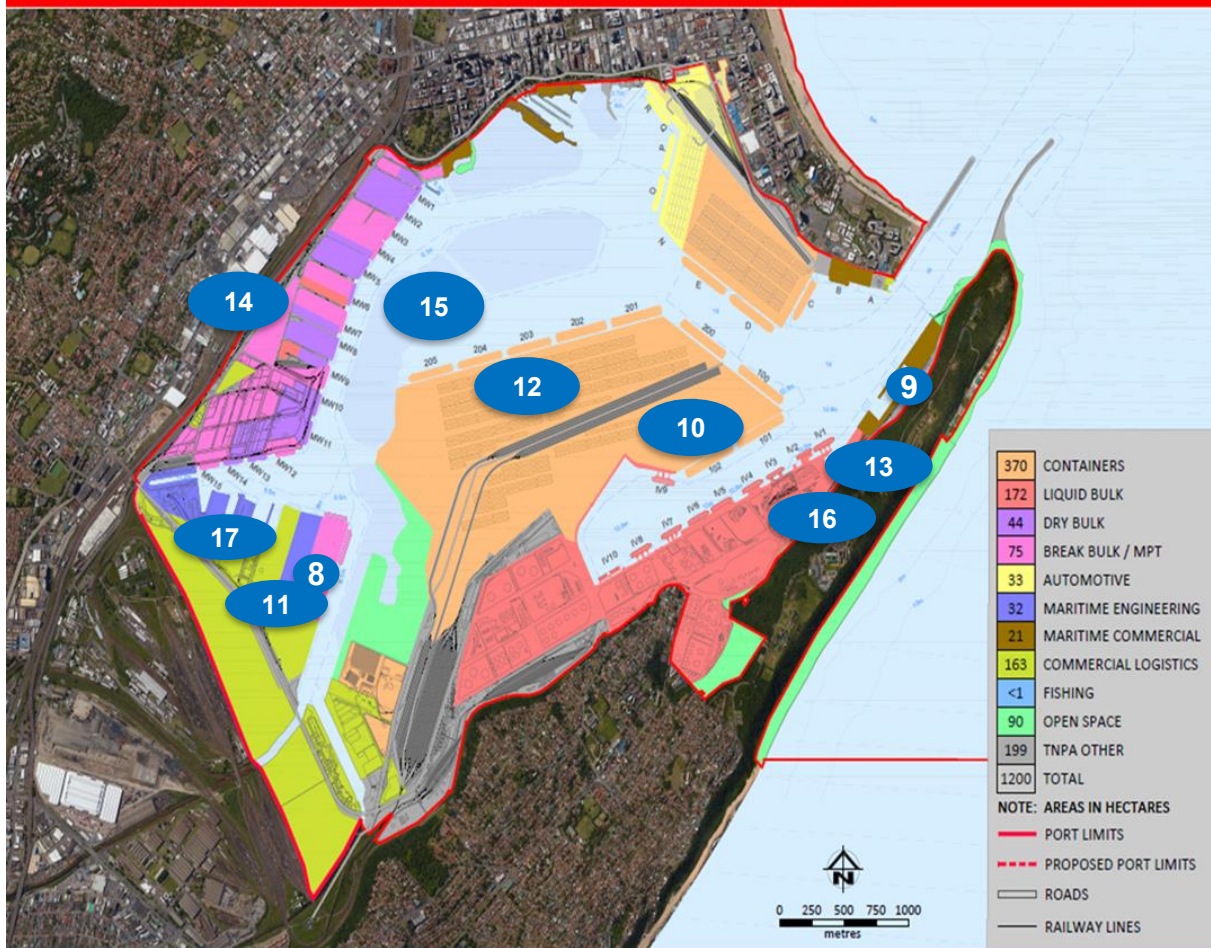 R
Q
P
O
N
E
D
C
B
A
MW1
MW2
MW3
MW4
MW5
MW6
MW7
MW8
MW9
MW10
MW11
MW12
MW13
MW14
MW15
205
204
203
202
201
200
100
101
102
IV1
IV2
IV3
IV4
IV5
IV6
IV7
IV8
IV9
IV10
14
15
12
10
9
13
16
17
8
11
370 CONTAINERS
172 LIQUID BULK
44 DRY BULK
75 BREAK BULK / MPT
33 AUTOMOTIVE
32 MARITIME ENGINEERING
21 MARITIME COMMERCIAL
163 COMMERCIAL LOGISTICS
<1 FISHING
90 OPEN SPACE
199 TNPA OTHER
1200 TOTAL
NOTE: AREAS IN HECTARES
PORT LIMITS
PROPOSED PORT LIMITS
ROADS
RAILWAY LINES
N
0 250 500 750 1000
metres